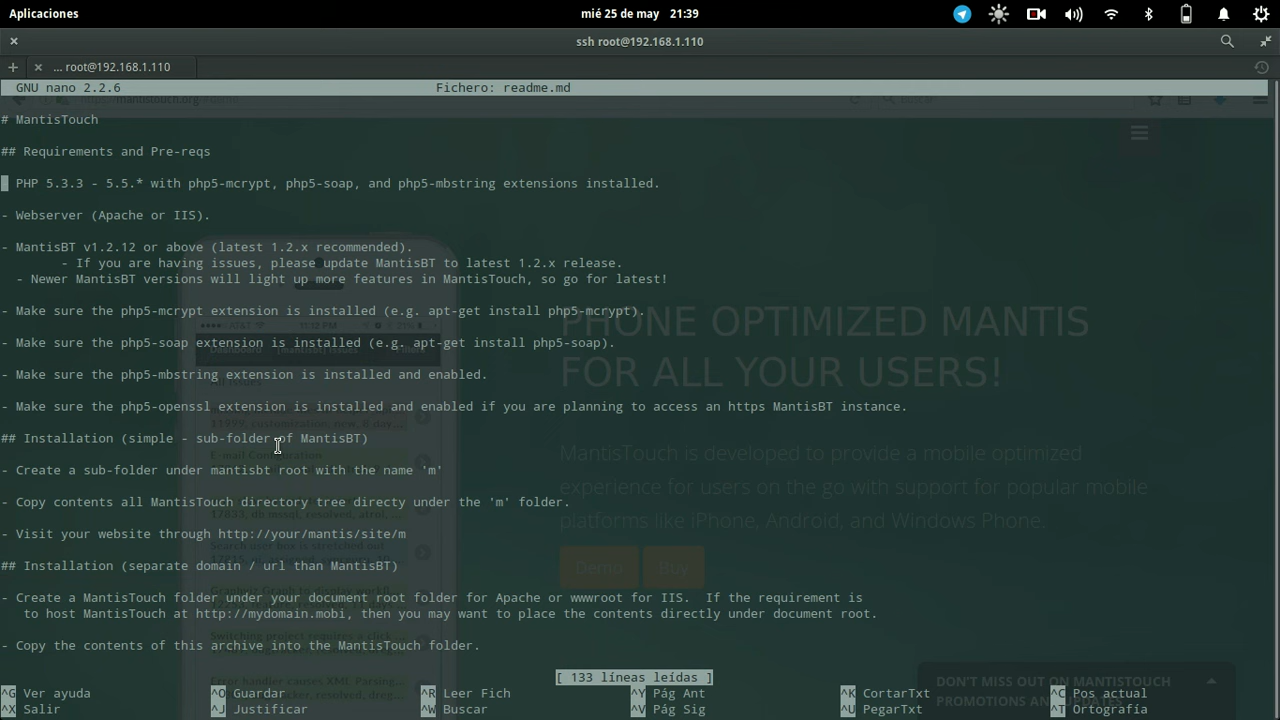 Aplicaciones
mié 25 de may 21:39
ssh root@192.168.1.110
... root@192.168.1.110
GNU nano 2.2.6 Fichero: readme.md
# MantisTouch
## Requirements and Pre-reqs
PHP 5.3.3 - 5.5.* with php5-mcrypt, php5-soap, and php5-mbstring extensions installed.
- Webserver (Apache or IIS).
- MantisBT v1.2.12 or above (latest 1.2.x recommended).
- If you are having issues, please update MantisBT to latest 1.2.x release.
- Newer MantisBT versions will light up more features in MantisTouch, so go for latest!
- Make sure the php5-mcrypt extension is installed (e.g. apt-get install php5-mcrypt).
- Make sure the php5-soap extension is installed (e.g. apt-get install php5-soap).
- Make sure the php5-mbstring extension is installed and enabled.
- Make sure the php5-openssl extension is installed and enabled if you are planning to access an https MantisBT instance.
## Installation (simple - sub-folder of MantisBT)
- Create a sub-folder under mantisbt root with the name 'm'
- Copy contents all MantisTouch directory tree directy under the 'm' folder.
- Visit your website through http://your/mantis/site/m
## Installation (separate domain / url than MantisBT)
- Create a MantisTouch folder under your document root folder for Apache or wwwroot for IIS.  If the requirement is
to host MantisTouch at http://mydomain.mobi, then you may want to place the contents directly under document root.
- Copy the contents of this archive into the MantisTouch folder.
[ 133 líneas leídas ]
^G Ver ayuda ^O Guardar ^R Leer Fich ^Y Pág Ant ^K CortarTxt ^C Pos actual
^X Salir ^J Justificar ^W Buscar ^V Pág Sig ^U PegarTxt ^T Ortografía
PHONE OPTIMIZED MANTIS
FOR ALL YOUR USERS!
MantisTouch is developed to provide a mobile optimized
experience for users on the go with support for popular mobile
platforms like iPhone, Android, and Windows Phone.
Demo Buy
DON'T MISS OUT ON MANTISTOUCH
PROMOTIONS AND UPDATES